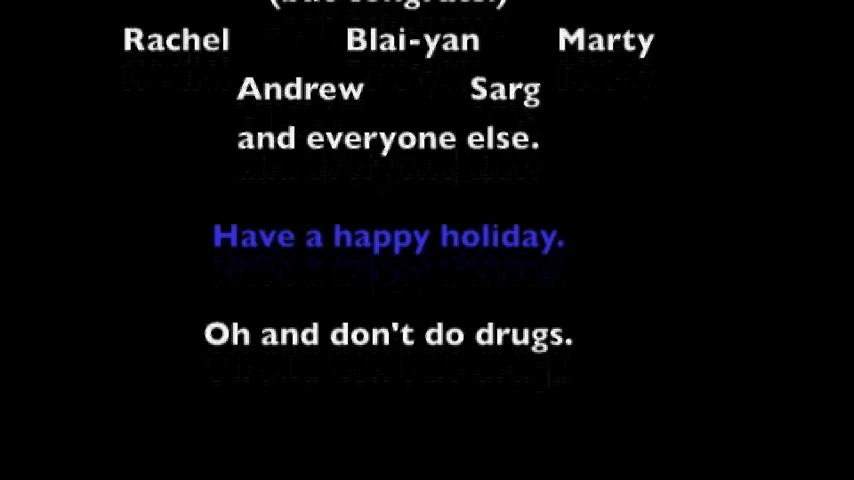 Rachel Blai-yan Marty
Andrew Sarg
and everyone else.
Have a happy holiday.
Oh and don't do drugs.